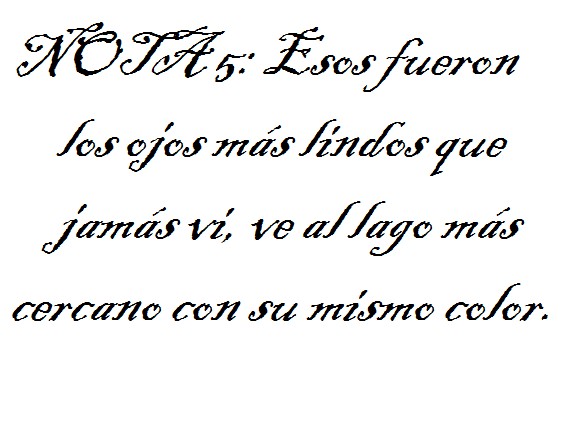 NOTA 5: Esos fueron
los ojos más lindos que
jamás vi, ve al lago más
cercano con su mismo color.